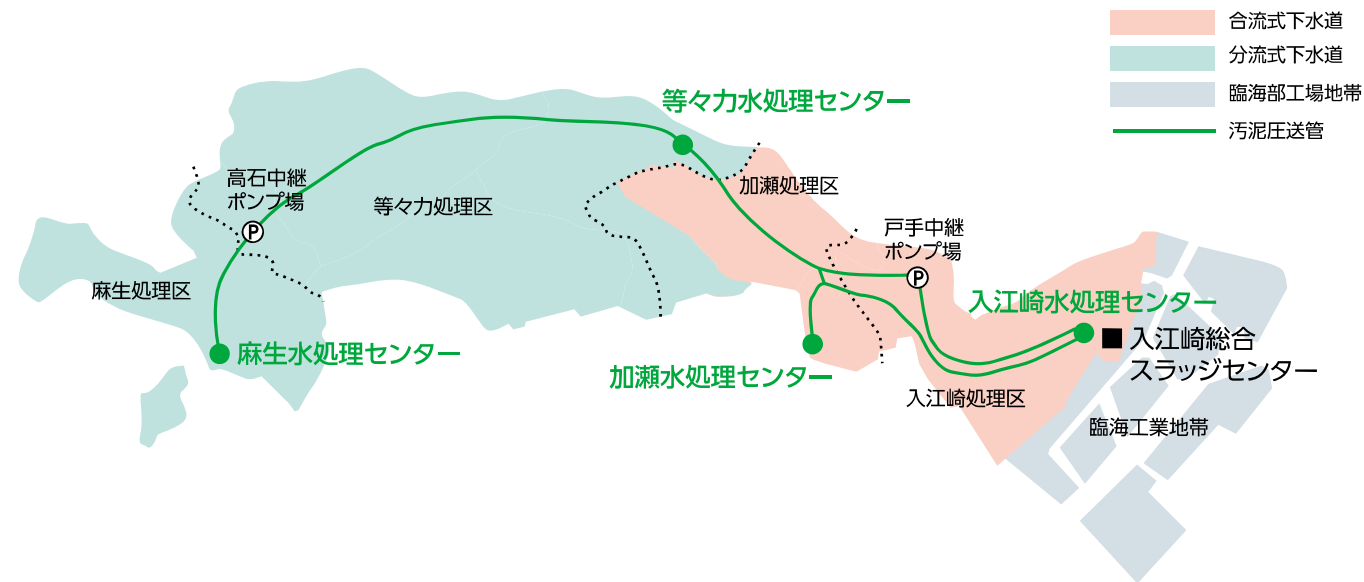 合流式下水道
分流式下水道
臨海部工場地帯
汚泥圧送管
等々力水処理センター
高石中継
ポンプ場
P
等々力処理区
加瀬処理区
戸手中継
ポンプ場
P
麻生処理区
入江崎水処理センター
麻生水処理センター
入江崎総合
スラッジセンター
加瀬水処理センター
入江崎処理区
臨海工業地帯